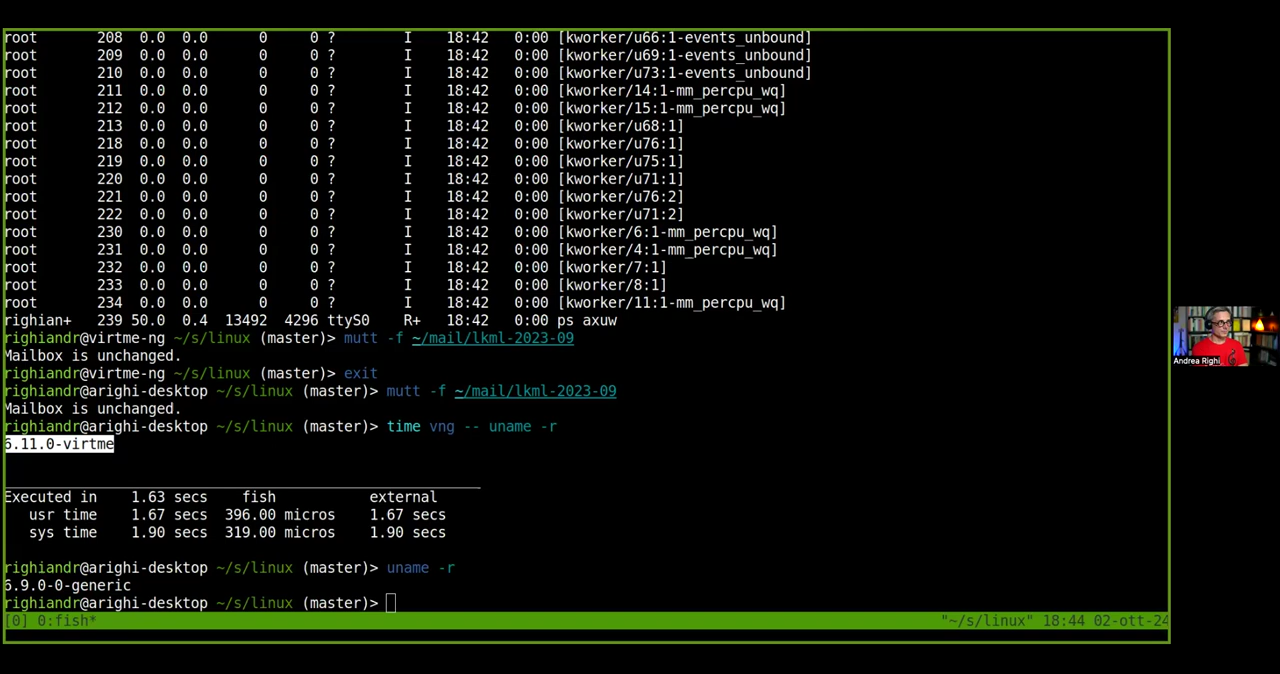 root 208 0.0 0.0 0 0 ? I 18:42 0:00 [kworker/u66:1-events_unbound]
root 209 0.0 0.0 0 0 ? I 18:42 0:00 [kworker/u69:1-events_unbound]
root 210 0.0 0.0 0 0 ? I 18:42 0:00 [kworker/u73:1-events_unbound]
root 211 0.0 0.0 0 0 ? I 18:42 0:00 [kworker/14:1-mm_percpu_wq]
root 212 0.0 0.0 0 0 ? I 18:42 0:00 [kworker/15:1-mm_percpu_wq]
root 213 0.0 0.0 0 0 ? I 18:42 0:00 [kworker/u68:1]
root 218 0.0 0.0 0 0 ? I 18:42 0:00 [kworker/u76:1]
root 219 0.0 0.0 0 0 ? I 18:42 0:00 [kworker/u75:1]
root 220 0.0 0.0 0 0 ? I 18:42 0:00 [kworker/u71:1]
root 221 0.0 0.0 0 0 ? I 18:42 0:00 [kworker/u76:2]
root 222 0.0 0.0 0 0 ? I 18:42 0:00 [kworker/u71:2]
root 230 0.0 0.0 0 0 ? I 18:42 0:00 [kworker/6:1-mm_percpu_wq]
root 231 0.0 0.0 0 0 ? I 18:42 0:00 [kworker/4:1-mm_percpu_wq]
root 232 0.0 0.0 0 0 ? I 18:42 0:00 [kworker/7:1]
root 233 0.0 0.0 0 0 ? I 18:42 0:00 [kworker/8:1]
root 234 0.0 0.0 0 0 ? I 18:42 0:00 [kworker/11:1-mm_percpu_wq]
righian+ 239 50.0 0.4 13492 4296 ttyS0 R+ 18:42 0:00 ps axuw
righiandr@virtme-ng ~/s/linux (master)> mutt -f ~/mail/lkml-2023-09
Mailbox is unchanged.
righiandr@virtme-ng ~/s/linux (master)> exit
righiandr@arighi-desktop ~/s/linux (master)> mutt -f ~/mail/lkml-2023-09
Mailbox is unchanged.
righiandr@arighi-desktop ~/s/linux (master)> time vng -- uname -r
6.11.0-virtme
Executed in 1.63 secs fish external
usr time 1.67 secs 396.00 micros 1.67 secs
sys time 1.90 secs 319.00 micros 1.90 secs
righiandr@arighi-desktop ~/s/linux (master)> uname -r
6.9.0-0-generic
righiandr@arighi-desktop ~/s/linux (master)>
[0] 0:fish* "~/s/linux" 18:44 02-ott-24
Andrea Righi